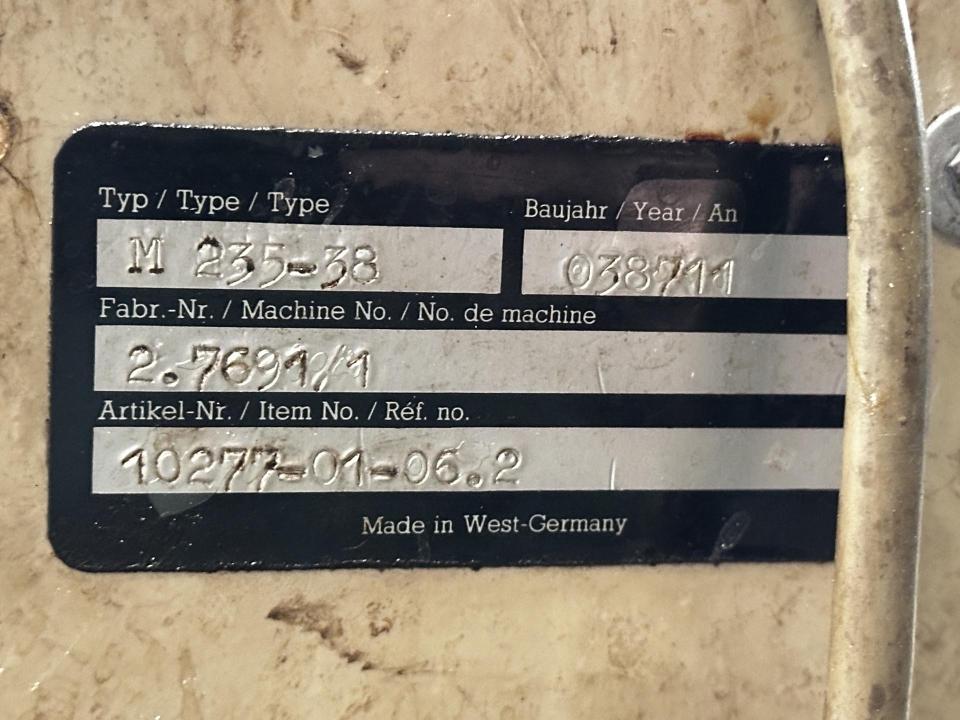 Typ / Type / Type
Baujahr / Year / An
M 235-38
038711
Fabr.-Nr. / Machine No. / No. de machine
2.7691/1
Artikel-Nr. / Item No. / Réf. no.
10277-01-06.2
Made in West-Germany